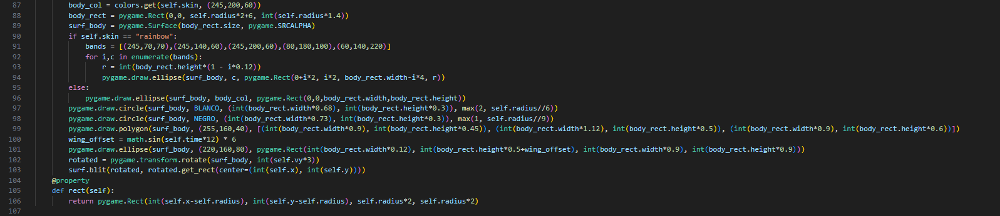 87 body_col = colors.get(self.skin, (245,200,60))
88 body_rect = pygame.Rect(0,0, self.radius*2+6, int(self.radius*1.4))
89 surf_body = pygame.Surface(body_rect.size, pygame.SRCALPHA)
90 if self.skin == "rainbow":
91 bands = [(245,70,70),(245,140,60),(245,200,60),(80,180,100),(60,140,220)]
92 for i,c in enumerate(bands):
93 r = int(body_rect.height*(1 - i*0.12))
94 pygame.draw.ellipse(surf_body, c, pygame.Rect(0+i*2, i*2, body_rect.width-i*4, r))
95 else:
96 pygame.draw.ellipse(surf_body, body_col, pygame.Rect(0,0,body_rect.width,body_rect.height))
97 pygame.draw.circle(surf_body, BLANCO, (int(body_rect.width*0.68), int(body_rect.height*0.3)), max(2, self.radius//6))
98 pygame.draw.circle(surf_body, NEGRO, (int(body_rect.width*0.73), int(body_rect.height*0.3)), max(1, self.radius//9))
99 pygame.draw.polygon(surf_body, (255,160,40), [(int(body_rect.width*0.9), int(body_rect.height*0.45)), (int(body_rect.width*1.12), int(body_rect.height*0.5)), (int(body_rect.width*0.9), int(body_rect.height*0.6))])
100 wing_offset = math.sin(self.time*12) * 6
101 pygame.draw.ellipse(surf_body, (220,160,80), pygame.Rect(int(body_rect.width*0.12), int(body_rect.height*0.5+wing_offset), int(body_rect.width*0.9), int(body_rect.height*0.9)))
102 rotated = pygame.transform.rotate(surf_body, int(self.vy*3))
103 surf.blit(rotated, rotated.get_rect(center=(int(self.x), int(self.y))))
104 @property
105 def rect(self):
106 return pygame.Rect(int(self.x-self.radius), int(self.y-self.radius), self.radius*2, self.radius*2)
107